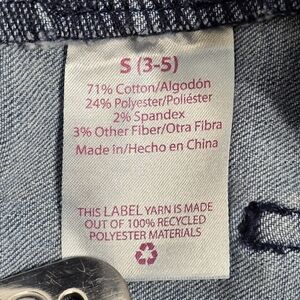 S (3-5)
71% Cotton/Algodón
24% Polyester/Poliéster
2% Spandex
3% Other Fiber/Otra Fibra
Made in/Hecho en China
THIS LABEL YARN IS MADE
OUT OF 100% RECYCLED
POLYESTER MATERIALS